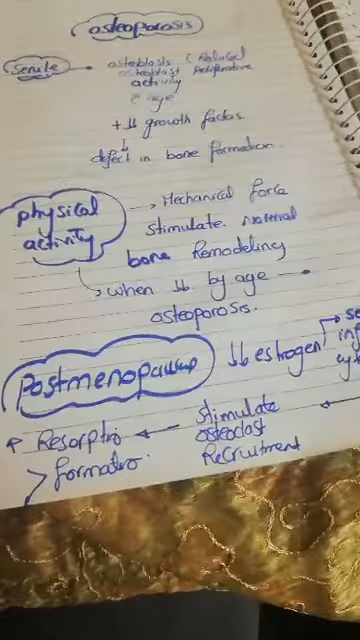 osteoporosis
Senile → osteoblasts (Reduced
osteoblast Proliferative
activity
c̄ age
+ ↓↓ growth factors
↓
defect in bone formation.
physical → Mechanical force
activity stimulate normal
bone Remodeling
→ when ↓↓ by age →
osteoporosis.
Postmenopausal ↓↓ estrogen →
stimulate ←
↑ Resorption ← osteoclast
> formation. Recruitment